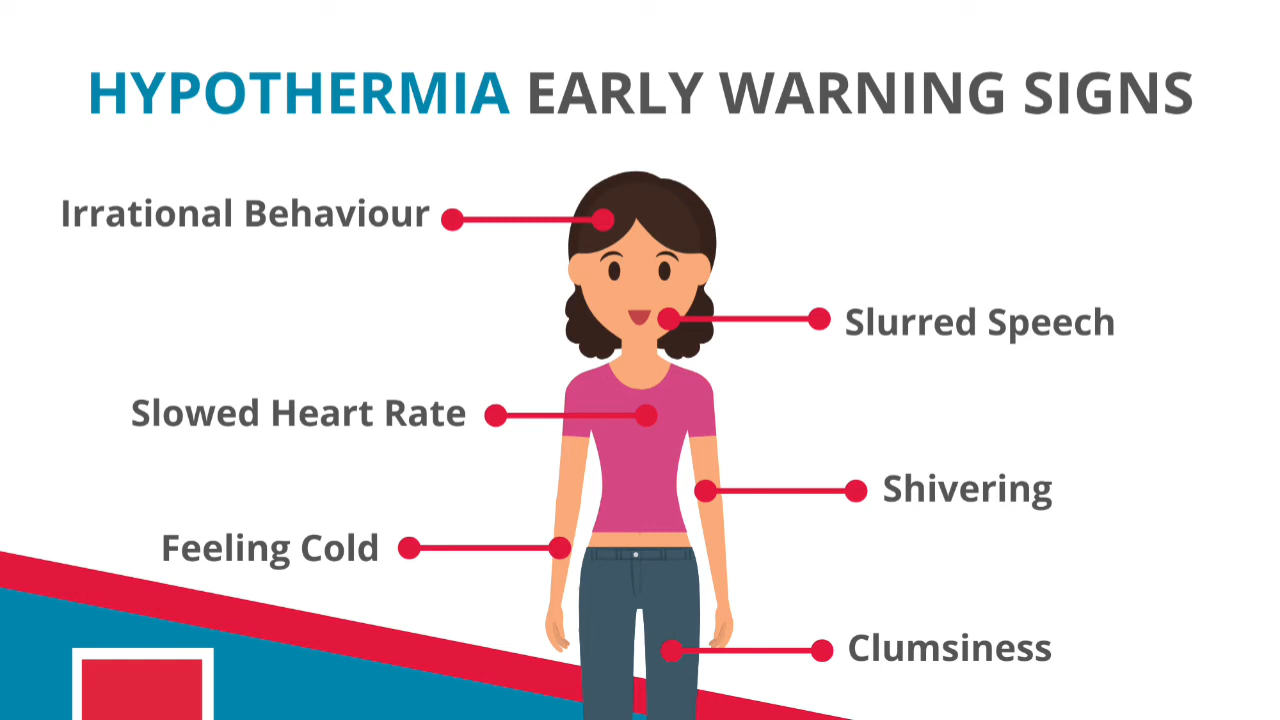 HYPOTHERMIA EARLY WARNING SIGNS
Irrational Behaviour
Slurred Speech
Slowed Heart Rate
Shivering
Feeling Cold
Clumsiness